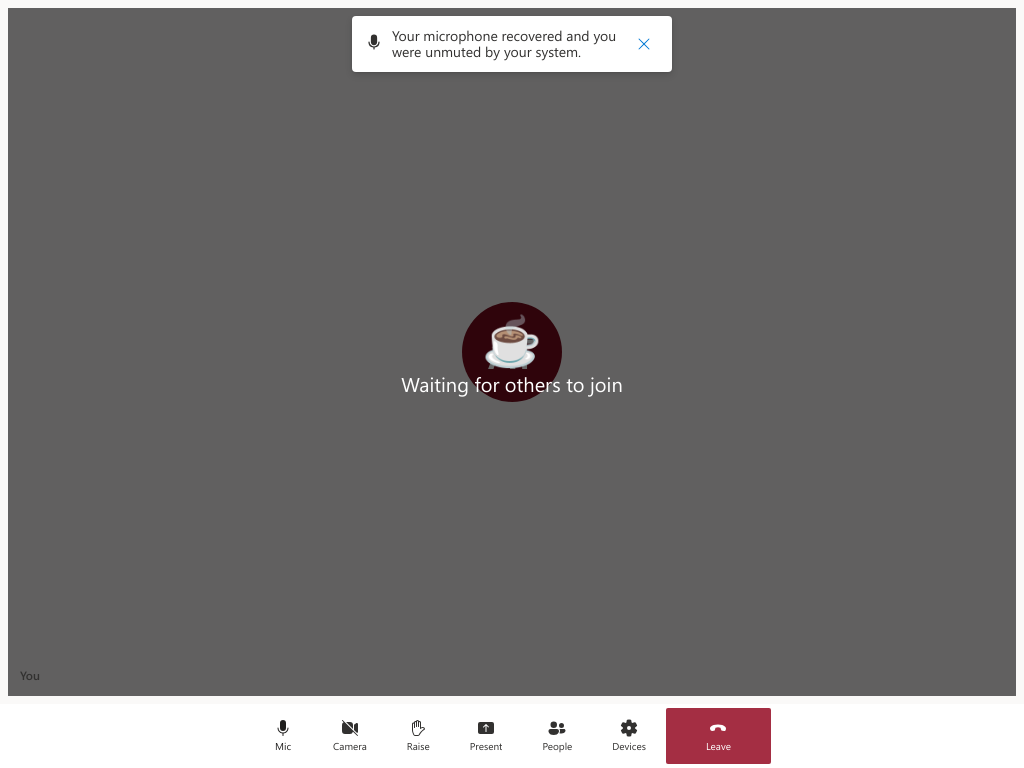 Your microphone recovered and you
were unmuted by your system.
Waiting for others to join
You
Mic
Camera
Raise
Present
People
Devices
Leave